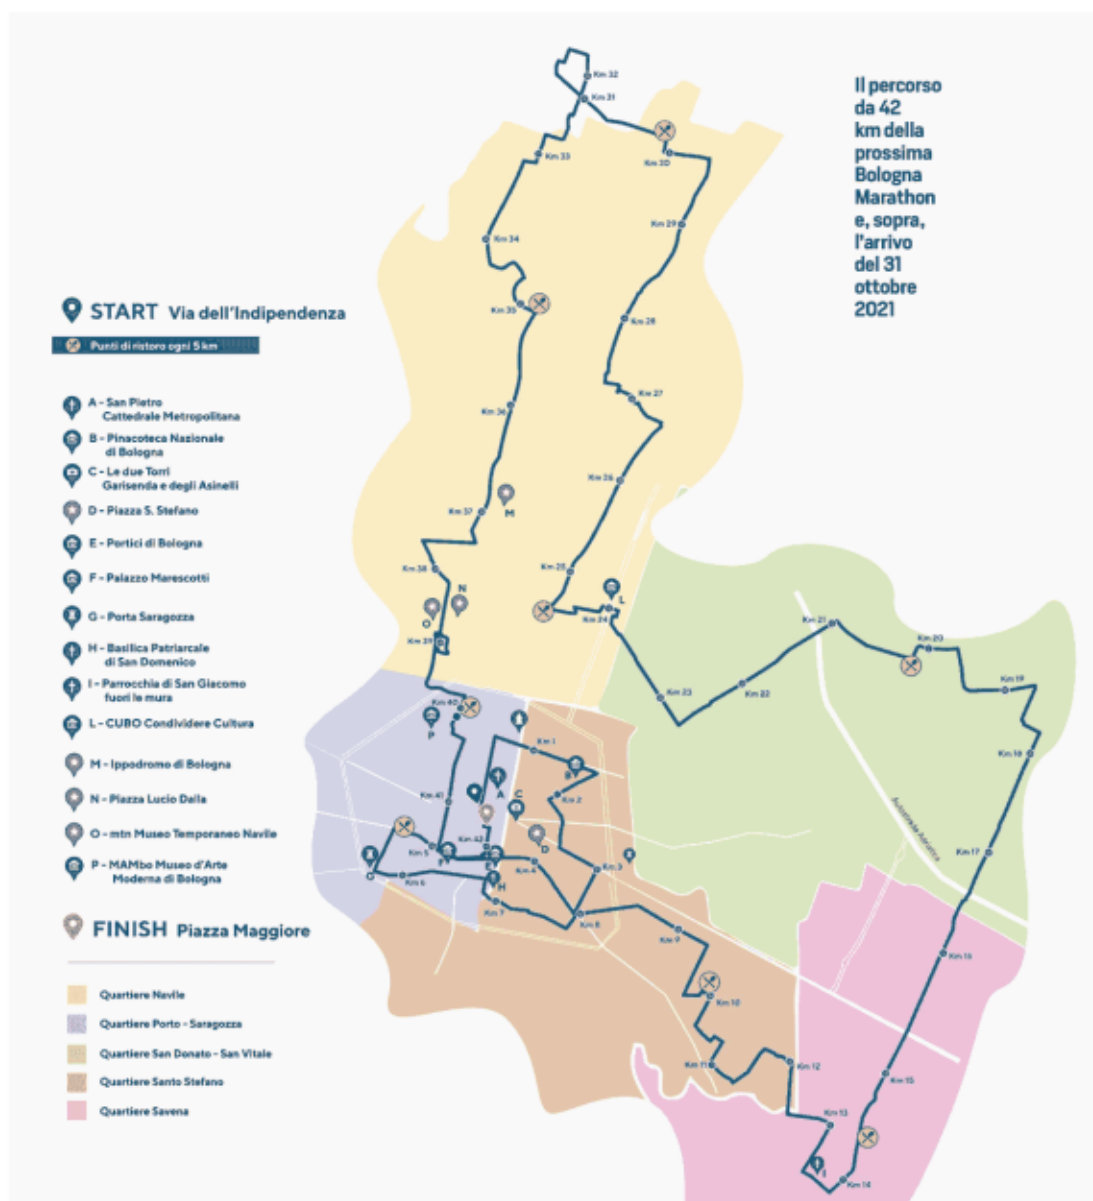 Il percorso
da 42
km della
prossima
Bologna
Marathon
e, sopra,
l'arrivo
del 31
ottobre
2021
START Via dell'Indipendenza
Punti di ristoro ogni 5 km
A - San Pietro
Cattedrale Metropolitana
B - Pinacoteca Nazionale
di Bologna
C - Le due Torri
Garisenda e degli Asinelli
D - Piazza S. Stefano
E - Portici di Bologna
F - Palazzo Marescotti
G - Porta Saragozza
H - Basilica Patriarcale
di San Domenico
I - Parrocchia di San Giacomo
fuori le mura
L - CUBO Condividere Cultura
M - Ippodromo di Bologna
N - Piazza Lucio Dalla
O - mtn Museo Temporaneo Navile
P - MAMbo Museo d'Arte
Moderna di Bologna
FINISH Piazza Maggiore
Quartiere Navile
Quartiere Porto - Saragozza
Quartiere San Donato - San Vitale
Quartiere Santo Stefano
Quartiere Savena
Km 32
Km 31
Km 33
Km 30
Km 29
Km 34
Km 35
Km 28
Km 27
Km 36
Km 26
Km 37
M
Km 38
Km 25
N
O
L
Km 24
Km 39
Km 21
Km 20
Km 19
Km 22
Km 23
Km 40
P
Km 1
Km 18
B
A
C
Km 2
Km 41
Autostrada Adriatica
Km 42
D
Km 5
F
E
Km 4
Km 3
Km 17
G
Km 6
H
Km 7
Km 8
Km 9
Km 16
Km 10
Km 11
Km 12
Km 15
Km 13
I
Km 14